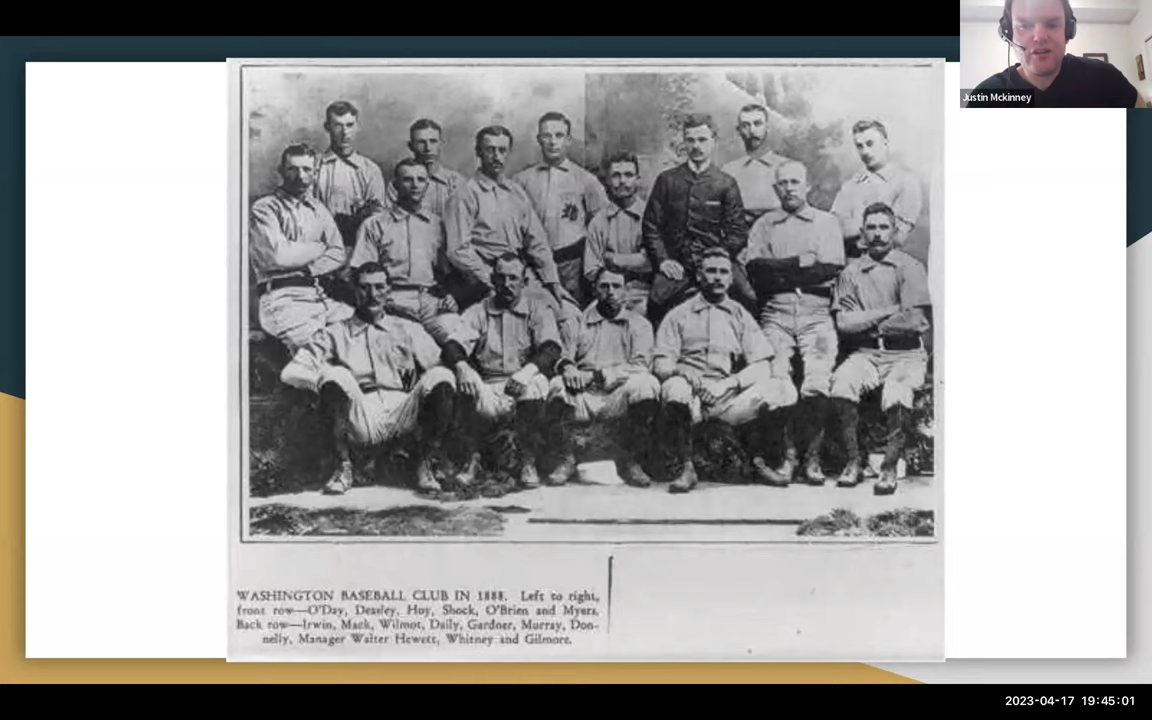 Justin Mckinney
WASHINGTON BASEBALL CLUB IN 1888. Left to right,
front row—O'Day, Deasley, Hoy, Shock, O'Brien and Myers.
Back row—Irwin, Mack, Wilmot, Daily, Gardner, Murray, Don-
nelly, Manager Walter Hewett, Whitney and Gilmore.
2023-04-17 19:45:01